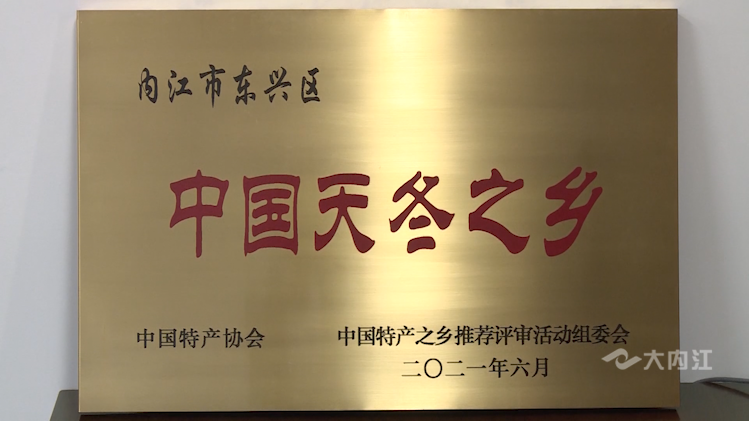 内江市东兴区
中国天冬之乡
中国特产协会
中国特产之乡推荐评审活动组委会
二〇二一年六月
大内江